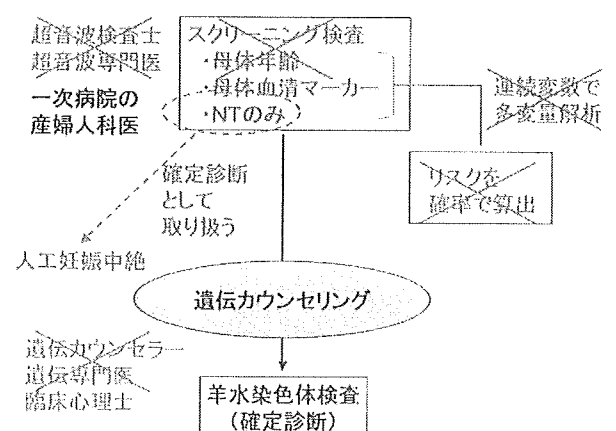 超音波検査士
超音波専門医
一次病院の
産婦人科医
スクリーニング検査
・母体年齢
・母体血清マーカー
・NTのみ
連続変数で
多変量解析
リスクを
確率で算出
確定診断
として
取り扱う
人工妊娠中絶
遺伝カウンセリング
遺伝カウンセラー
遺伝専門医
臨床心理士
羊水染色体検査
(確定診断)